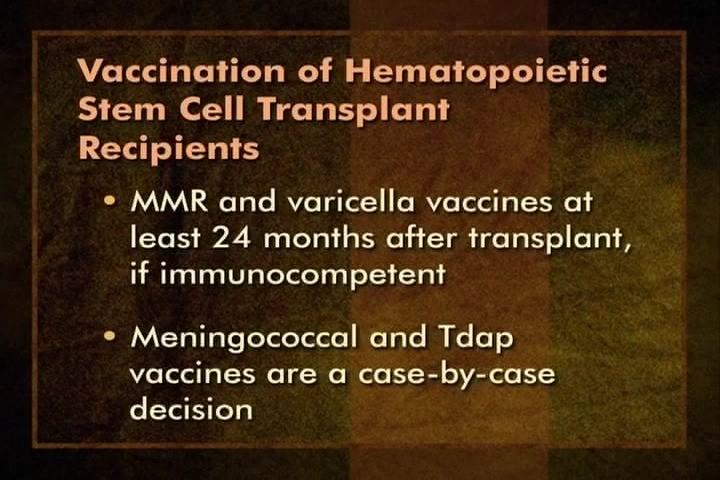 Vaccination of Hematopoietic
Stem Cell Transplant
Recipients
• MMR and varicella vaccines at
least 24 months after transplant,
if immunocompetent
• Meningococcal and Tdap
vaccines are a case-by-case
decision